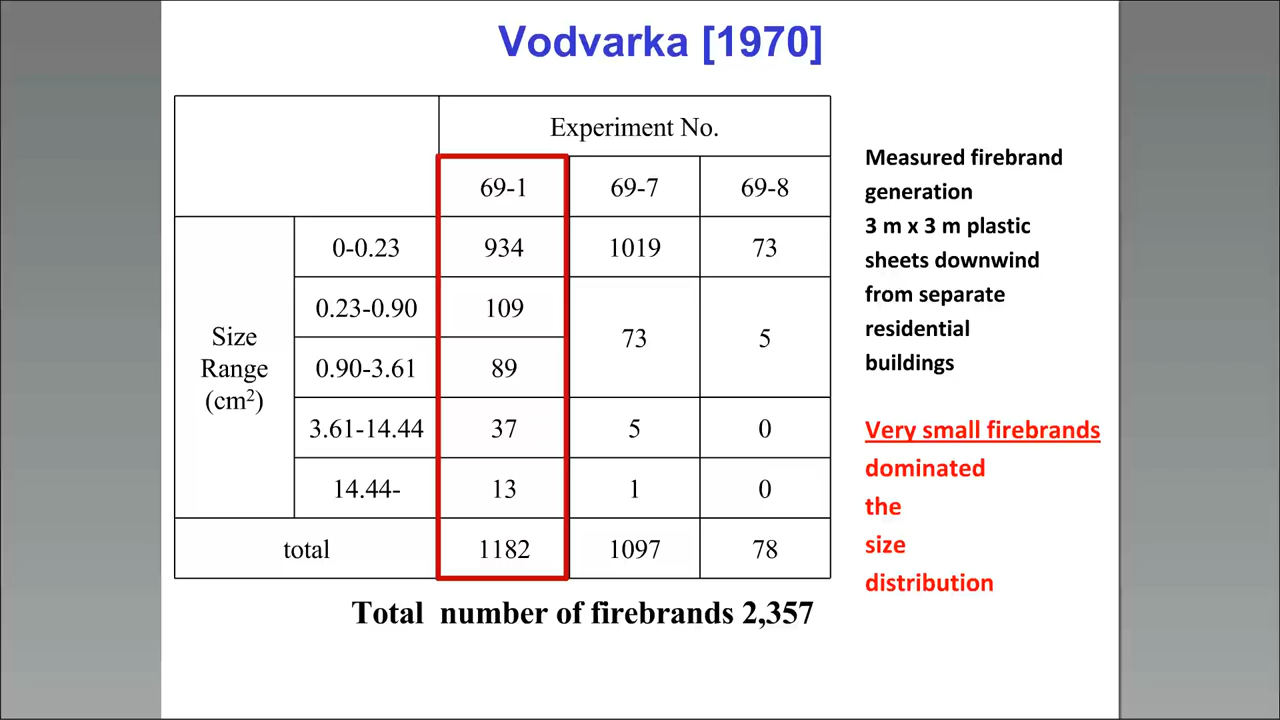 Vodvarka [1970]
Experiment No.
69-1 69-7 69-8
Size
Range
(cm²)
0-0.23 934 1019 73
0.23-0.90 109
73 5
0.90-3.61 89
3.61-14.44 37 5 0
14.44- 13 1 0
total 1182 1097 78
Total number of firebrands 2,357
Measured firebrand
generation
3 m x 3 m plastic
sheets downwind
from separate
residential
buildings
Very small firebrands
dominated
the
size
distribution